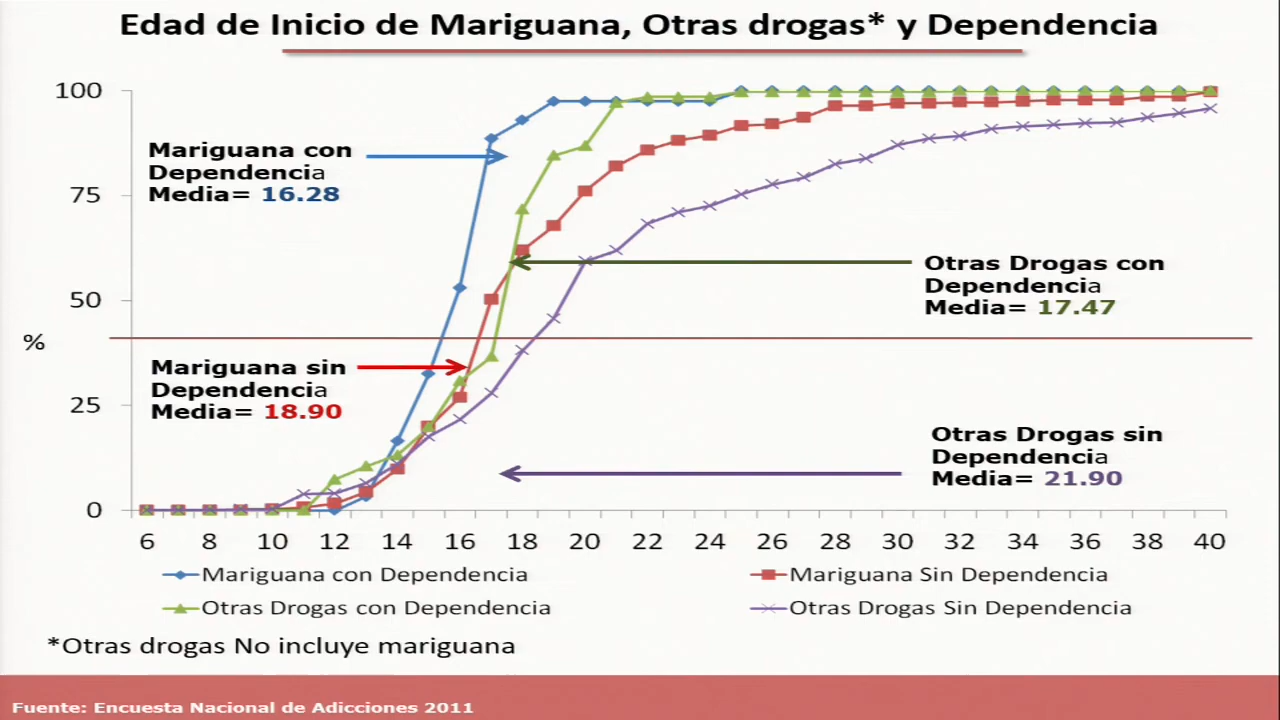 Edad de Inicio de Mariguana, Otras drogas* y Dependencia
100
75
50
%
25
0
Mariguana con
Dependencia
Media= 16.28
Otras Drogas con
Dependencia
Media= 17.47
Mariguana sin
Dependencia
Media= 18.90
Otras Drogas sin
Dependencia
Media= 21.90
6 8 10 12 14 16 18 20 22 24 26 28 30 32 34 36 38 40
Mariguana con Dependencia
Mariguana Sin Dependencia
Otras Drogas con Dependencia
Otras Drogas Sin Dependencia
*Otras drogas No incluye mariguana
Fuente: Encuesta Nacional de Adicciones 2011